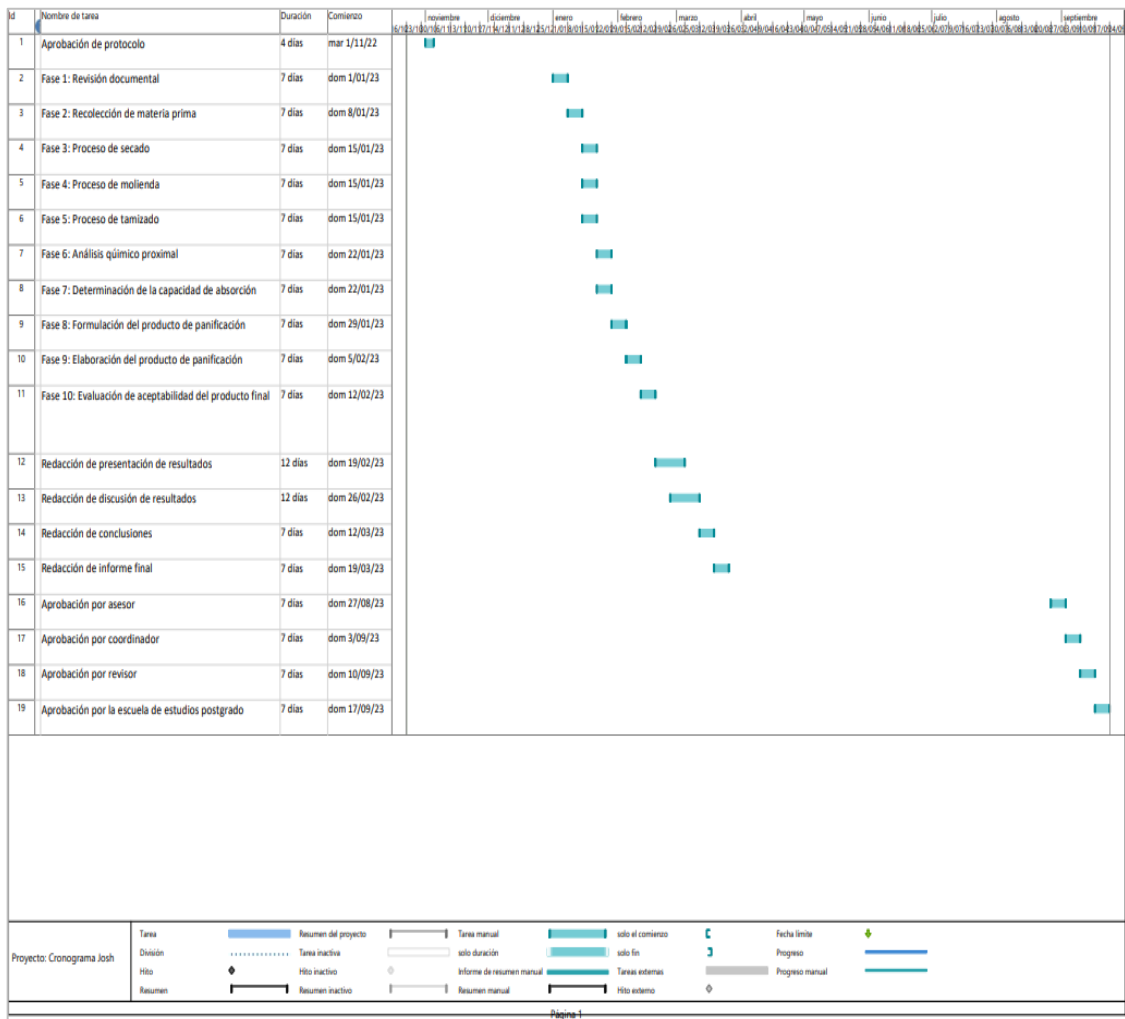 Id Nombre de tarea Duración Comienzo
noviembre diciembre enero febrero marzo abril mayo junio julio agosto septiembre
1 Aprobación de protocolo 4 días mar 1/11/22
2 Fase 1: Revisión documental 7 días dom 1/01/23
3 Fase 2: Recolección de materia prima 7 días dom 8/01/23
4 Fase 3: Proceso de secado 7 días dom 15/01/23
5 Fase 4: Proceso de molienda 7 días dom 15/01/23
6 Fase 5: Proceso de tamizado 7 días dom 15/01/23
7 Fase 6: Análisis qúimico proximal 7 días dom 22/01/23
8 Fase 7: Determinación de la capacidad de absorción 7 días dom 22/01/23
9 Fase 8: Formulación del producto de panificación 7 días dom 29/01/23
10 Fase 9: Elaboración del producto de panificación 7 días dom 5/02/23
11 Fase 10: Evaluación de aceptabilidad del producto final 7 días dom 12/02/23
12 Redacción de presentación de resultados 12 días dom 19/02/23
13 Redacción de discusión de resultados 12 días dom 26/02/23
14 Redacción de conclusiones 7 días dom 12/03/23
15 Redacción de informe final 7 días dom 19/03/23
16 Aprobación por asesor 7 días dom 27/08/23
17 Aprobación por coordinador 7 días dom 3/09/23
18 Aprobación por revisor 7 días dom 10/09/23
19 Aprobación por la escuela de estudios postgrado 7 días dom 17/09/23
Proyecto: Cronograma Josh
Tarea Resumen del proyecto Tarea manual solo el comienzo Fecha límite
División Tarea inactiva solo duración solo fin Progreso
Hito Hito inactivo Informe de resumen manual Tareas externas Progreso manual
Resumen Resumen inactivo Resumen manual Hito externo
Página 1